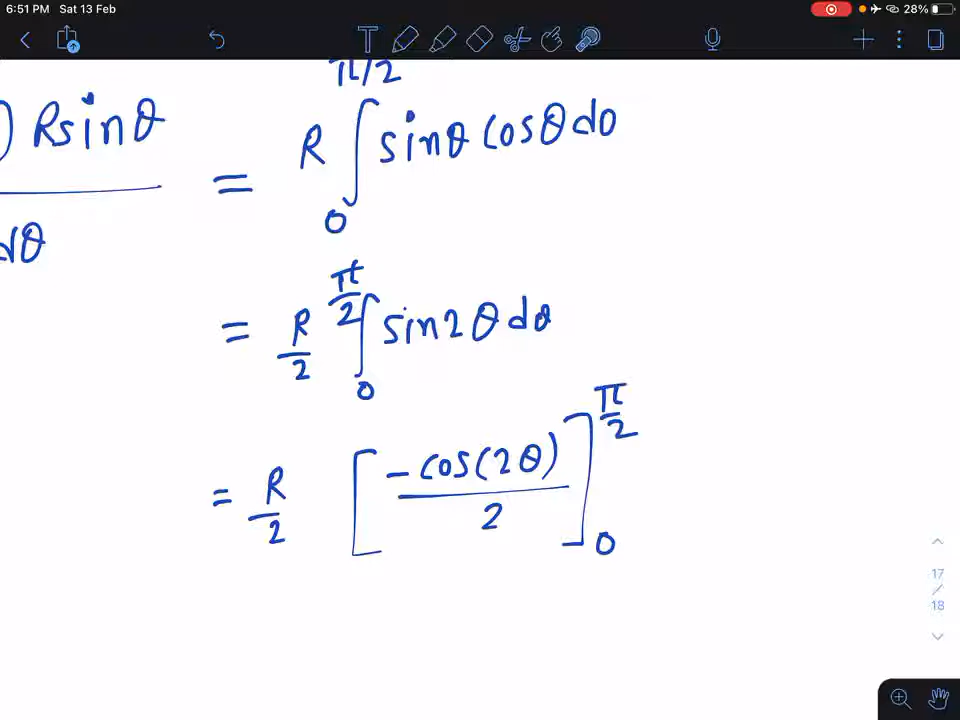 6:51 PM Sat 13 Feb 28%
) Rsinθ
dθ
= R ∫₀^{π/2} sinθ cosθ dθ
= R/2 ∫₀^{π/2} sin2θ dθ
= R/2 [ -cos(2θ)/2 ]₀^{π/2}
17
/
18